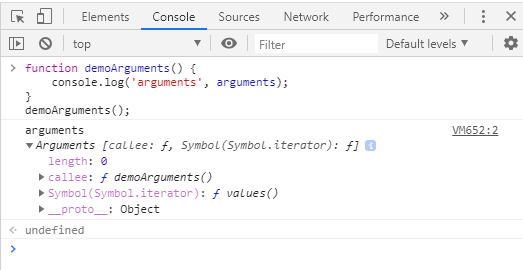 Elements Console Sources Network Performance »
top ▼ Filter Default levels ▼
> function demoArguments() {
console.log('arguments', arguments);
}
demoArguments();
arguments VM652:2
▼Arguments [callee: ƒ, Symbol(Symbol.iterator): ƒ] i
length: 0
▶callee: ƒ demoArguments()
▶Symbol(Symbol.iterator): ƒ values()
▶__proto__: Object
undefined
>